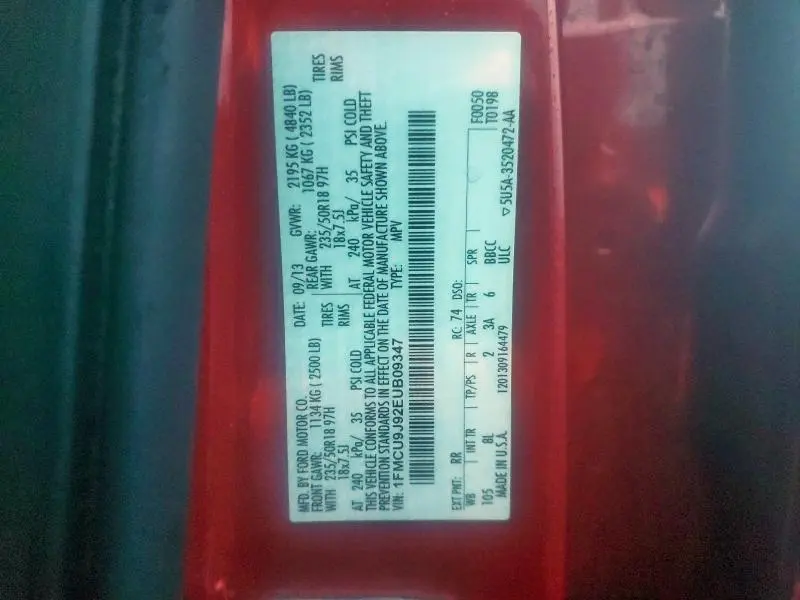 MFD. BY FORD MOTOR CO.
DATE: 09/13 GVWR: 2195 KG ( 4840 LB)
FRONT GAWR: 1134 KG ( 2500 LB) REAR GAWR: 1067 KG ( 2352 LB)
WITH 235/50R18 97H TIRES WITH 235/50R18 97H TIRES
18x7.5J RIMS 18x7.5J RIMS
AT 240 kPa/ 35 PSI COLD AT 240 kPa/ 35 PSI COLD
THIS VEHICLE CONFORMS TO ALL APPLICABLE FEDERAL MOTOR VEHICLE SAFETY AND THEFT
PREVENTION STANDARDS IN EFFECT ON THE DATE OF MANUFACTURE SHOWN ABOVE.
VIN: 1FMCU9J92EUB09347 TYPE: MPV
F0050
EXT PNT: RR RC: 74 DSO: T0198
WB INT TR TP/PS R AXLE TR SPR
105 8L 2 3A 6 BBCC
MADE IN U.S.A. 1201309164479 ULC
▽5U5A-3520472-AA